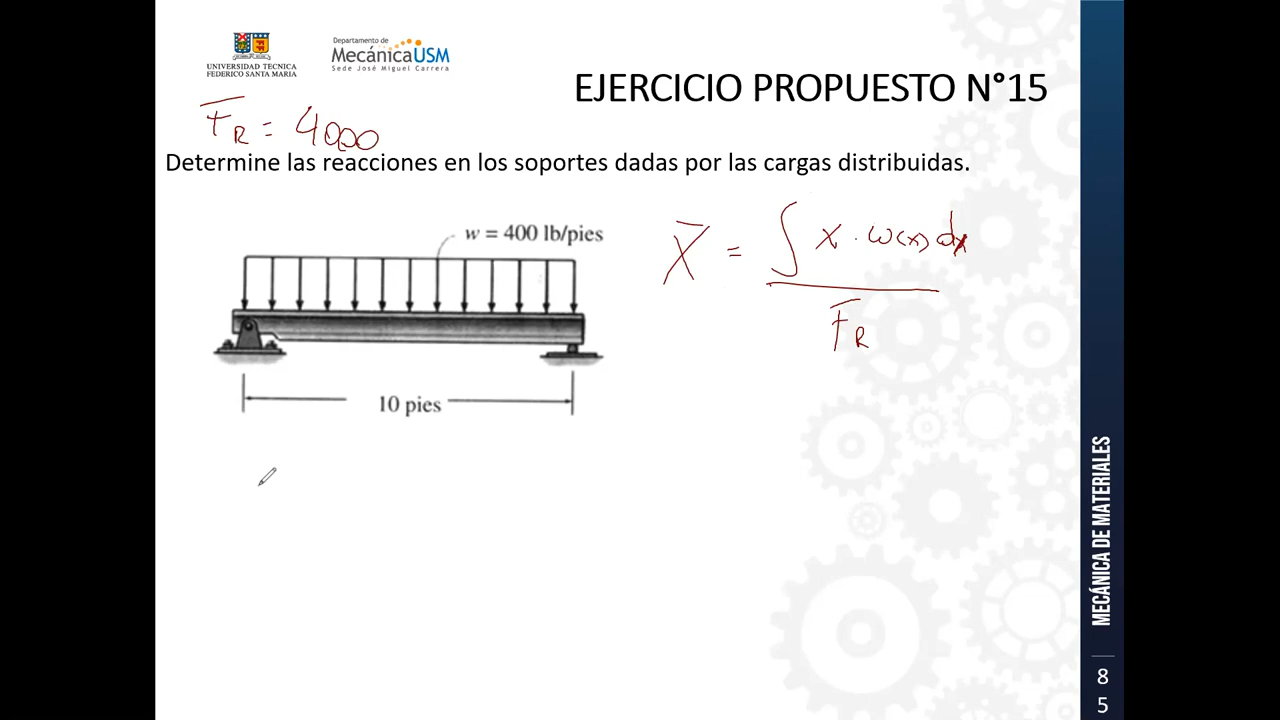 UNIVERSIDAD TECNICA
FEDERICO SANTA MARIA
Departamento de
MecánicaUSM
Sede José Miguel Carrera
EJERCICIO PROPUESTO N°15
F_R = 4000
Determine las reacciones en los soportes dadas por las cargas distribuidas.
w = 400 lb/pies
X̄ = ∫ x · w(x) dx
F_R
10 pies
MECÁNICA DE MATERIALES
8
5